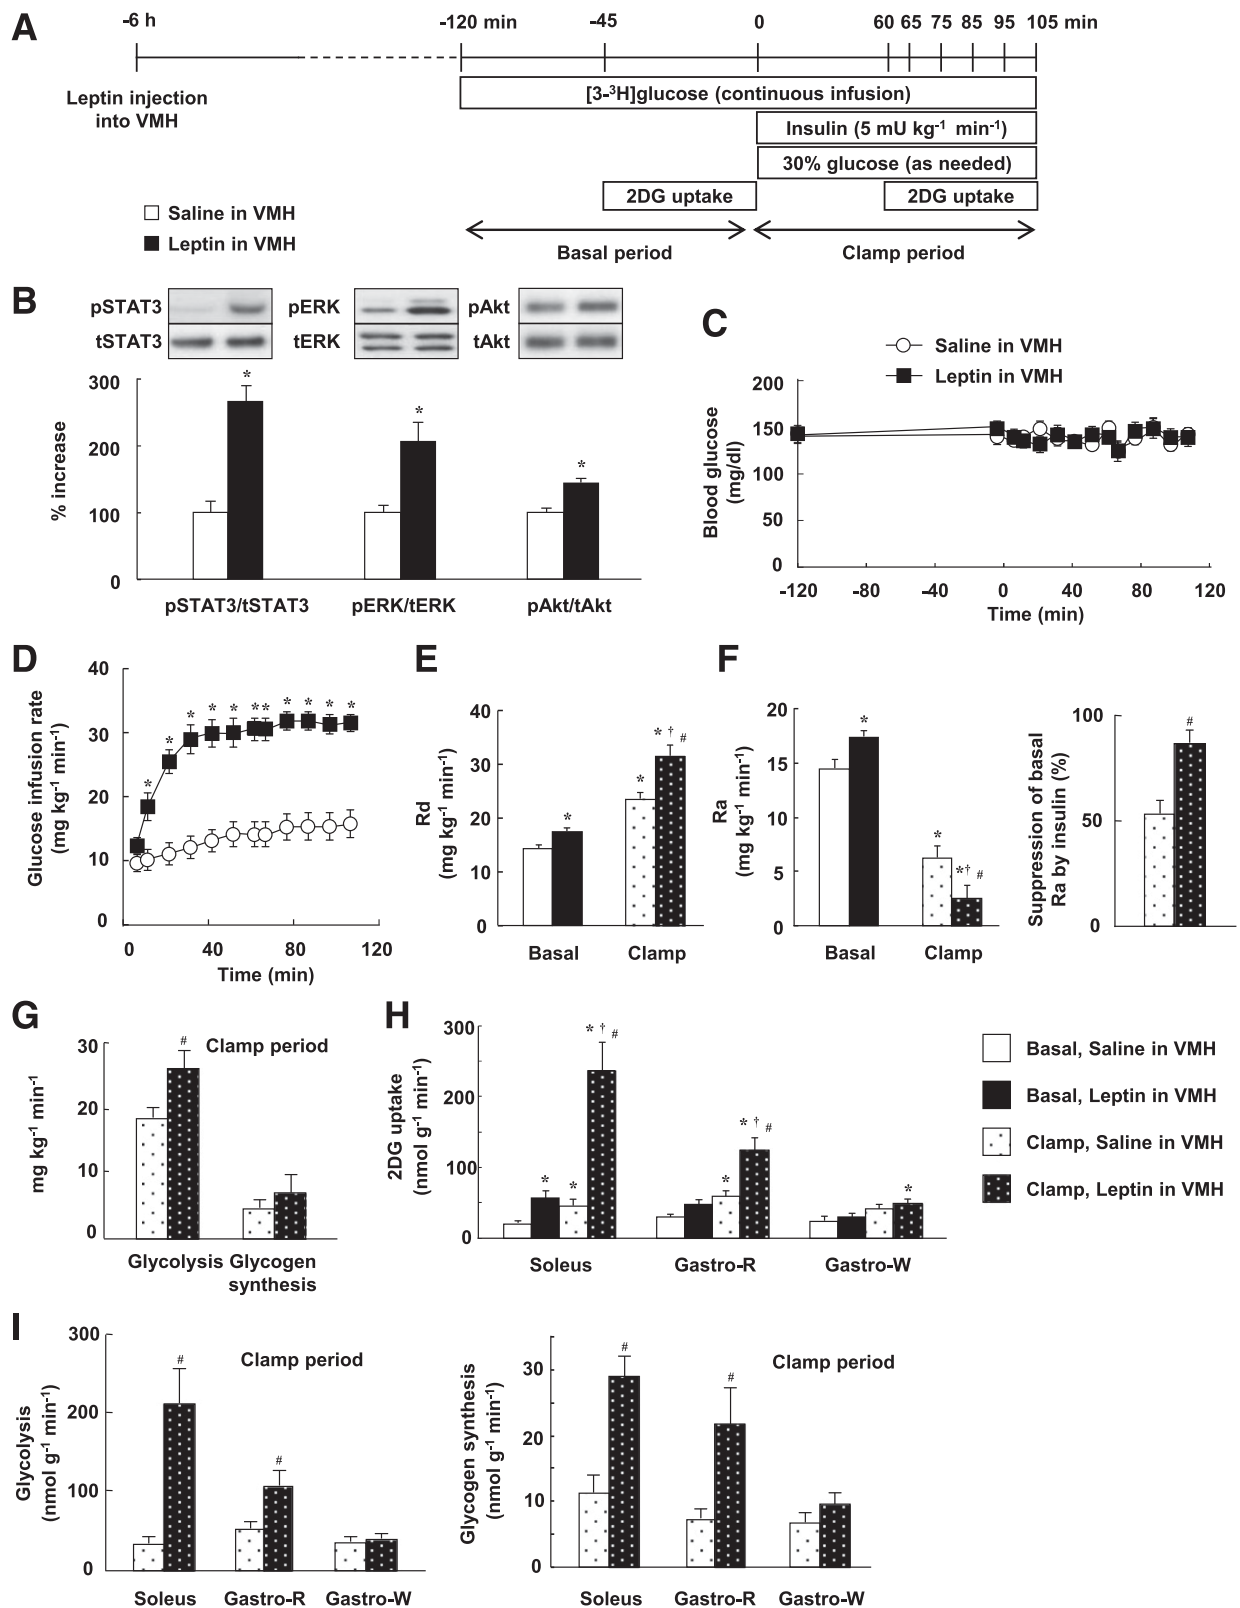 A
-6 h
-120 min
-45
0
60 65 75 85 95 105 min
Leptin injection
into VMH
[3-³H]glucose (continuous infusion)
Insulin (5 mU kg⁻¹ min⁻¹)
30% glucose (as needed)
2DG uptake
2DG uptake
Saline in VMH
Leptin in VMH
Basal period
Clamp period
B
pSTAT3
tSTAT3
pERK
tERK
pAkt
tAkt
% increase
300
200
100
0
*
*
*
pSTAT3/tSTAT3
pERK/tERK
pAkt/tAkt
C
Saline in VMH
Leptin in VMH
Blood glucose
(mg/dl)
200
150
100
50
0
-120 -80 -40 0 40 80 120
Time (min)
D
Glucose infusion rate
(mg kg⁻¹ min⁻¹)
40
30
20
10
0
* * * * * ** * * * *
0 40 80 120
Time (min)
E
Rd
(mg kg⁻¹ min⁻¹)
40
30
20
10
0
*
*
* † #
Basal
Clamp
F
Ra
(mg kg⁻¹ min⁻¹)
20
15
10
5
0
*
*
*† #
Basal
Clamp
Suppression of basal
Ra by insulin (%)
100
50
0
#
G
mg kg⁻¹ min⁻¹
30
20
10
0
#
Clamp period
Glycolysis
Glycogen
synthesis
H
2DG uptake
(nmol g⁻¹ min⁻¹)
300
200
100
0
*
*
* † #
*
* † #
*
Soleus
Gastro-R
Gastro-W
Basal, Saline in VMH
Basal, Leptin in VMH
Clamp, Saline in VMH
Clamp, Leptin in VMH
I
Glycolysis
(nmol g⁻¹ min⁻¹)
300
200
100
0
#
#
Clamp period
Soleus
Gastro-R
Gastro-W
Glycogen synthesis
(nmol g⁻¹ min⁻¹)
30
20
10
0
#
#
Clamp period
Soleus
Gastro-R
Gastro-W